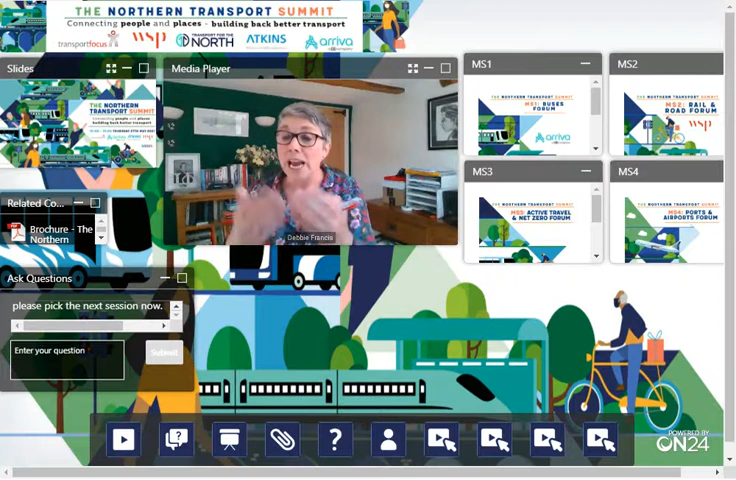 THE NORTHERN TRANSPORT SUMMIT
Connecting people and places - building back better transport
transportfocus
wsp
TRANSPORT FOR THE
NORTH
ATKINS
arriva
Slides
Media Player
MS1
MS2
THE NORTHERN
TRANSPORT SUMMIT
THE NORTHERN TRANSPORT SUMMIT
MS1: BUSES
FORUM
arriva
THE NORTHERN TRANSPORT SUMMIT
MS2: RAIL &
ROAD FORUM
wsp
MS3
MS4
THE NORTHERN TRANSPORT SUMMIT
MS3: ACTIVE TRAVEL
& NET ZERO FORUM
THE NORTHERN TRANSPORT SUMMIT
MS4: PORTS &
AIRPORTS FORUM
Related Co...
Brochure - The
Northern
Debbie Francis
Ask Questions
please pick the next session now.
Enter your question
Submit
POWERED BY
ON24